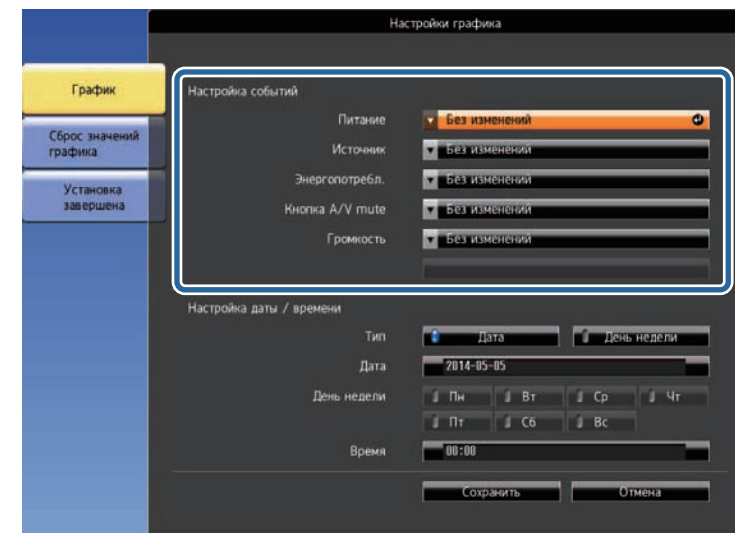 Настройки графика
График
Сброс значений
графика
Установка
завершена
Настройка событий
Питание Без изменений
Источник Без изменений
Энергопотребл. Без изменений
Кнопка A/V mute Без изменений
Громкость Без изменений
Настройка даты / времени
Тип Дата День недели
Дата 2014-05-05
День недели Пн Вт Ср Чт
Пт Сб Вс
Время 00:00
Сохранить Отмена